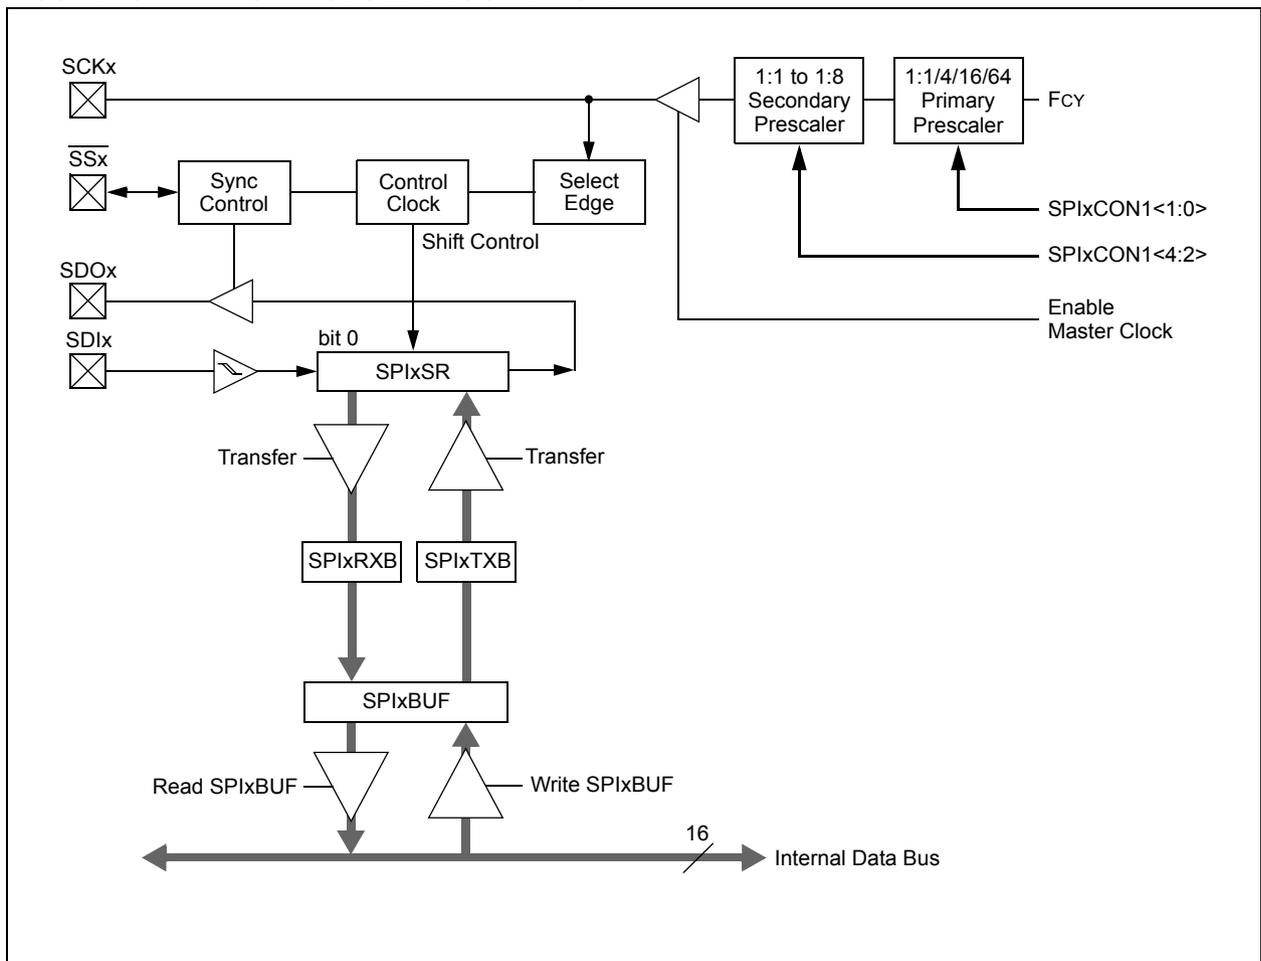 SCKx
1:1 to 1:8
Secondary
Prescaler
1:1/4/16/64
Primary
Prescaler
FCY
SSx
Sync
Control
Control
Clock
Select
Edge
SPIxCON1<1:0>
Shift Control
SPIxCON1<4:2>
SDOx
Enable
Master Clock
SDIx
bit 0
SPIxSR
Transfer
Transfer
SPIxRXB
SPIxTXB
SPIxBUF
Read SPIxBUF
Write SPIxBUF
16
Internal Data Bus